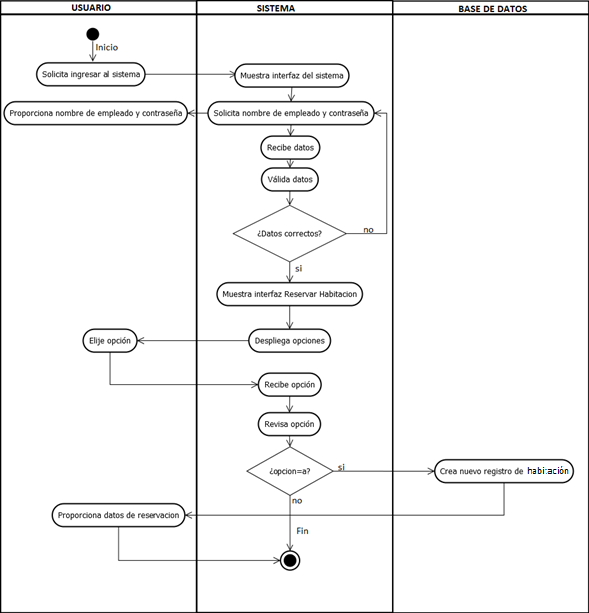 USUARIO
SISTEMA
BASE DE DATOS
Inicio
Solicita ingresar al sistema
Muestra interfaz del sistema
Proporciona nombre de empleado y contraseña
Solicita nombre de empleado y contraseña
Recibe datos
Válida datos
¿Datos correctos?
no
si
Muestra interfaz Reservar Habitacion
Elije opción
Despliega opciones
Recibe opción
Revisa opción
¿opcion=a?
si
Crea nuevo registro de habitación
no
Proporciona datos de reservacion
Fin